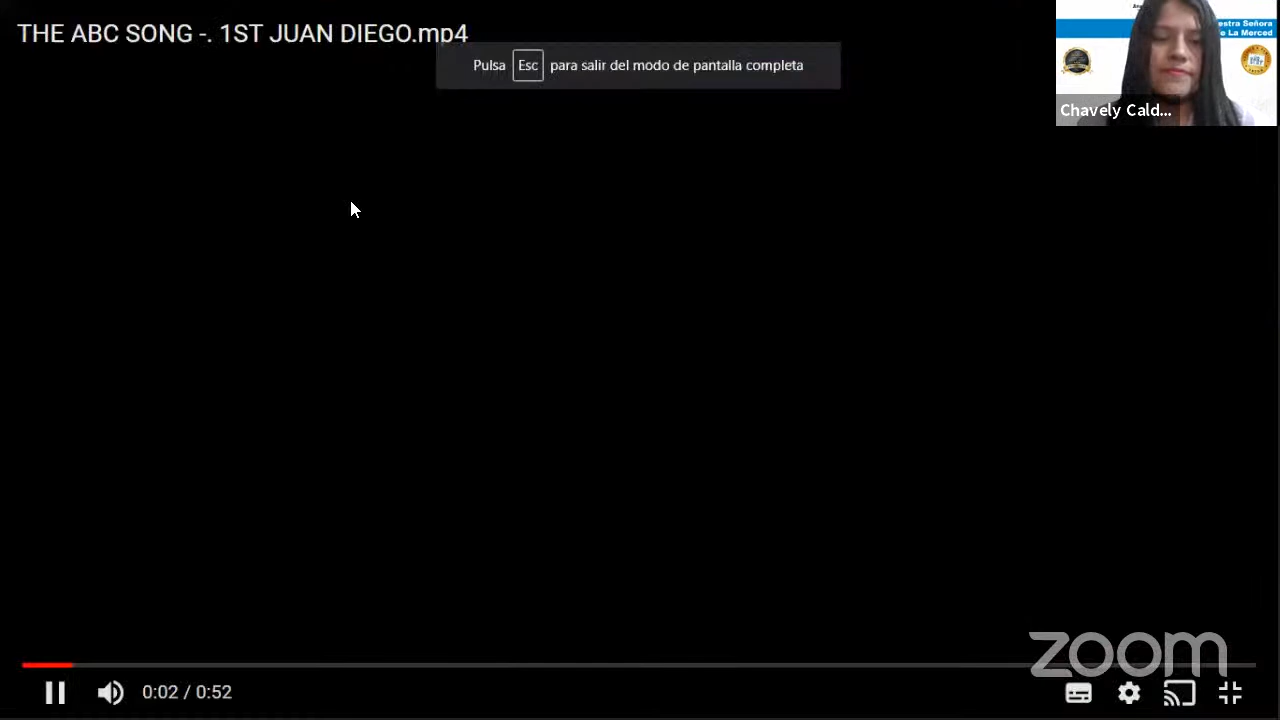 THE ABC SONG -. 1ST JUAN DIEGO.mp4
Pulsa Esc para salir del modo de pantalla completa
estra Señora
e La Merced
Chavely Cald...
zoom
0:02 / 0:52